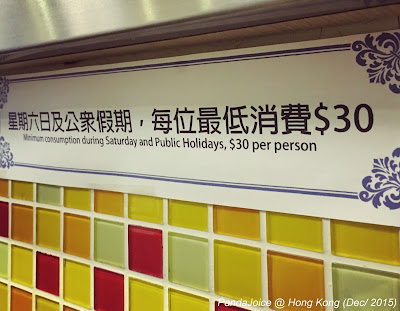 星期六日及公衆假期，每位最低消費$30
Minimum consumption during Saturday and Public Holidays, $30 per person
PandaJoice @ Hong Kong (Dec/ 2015)